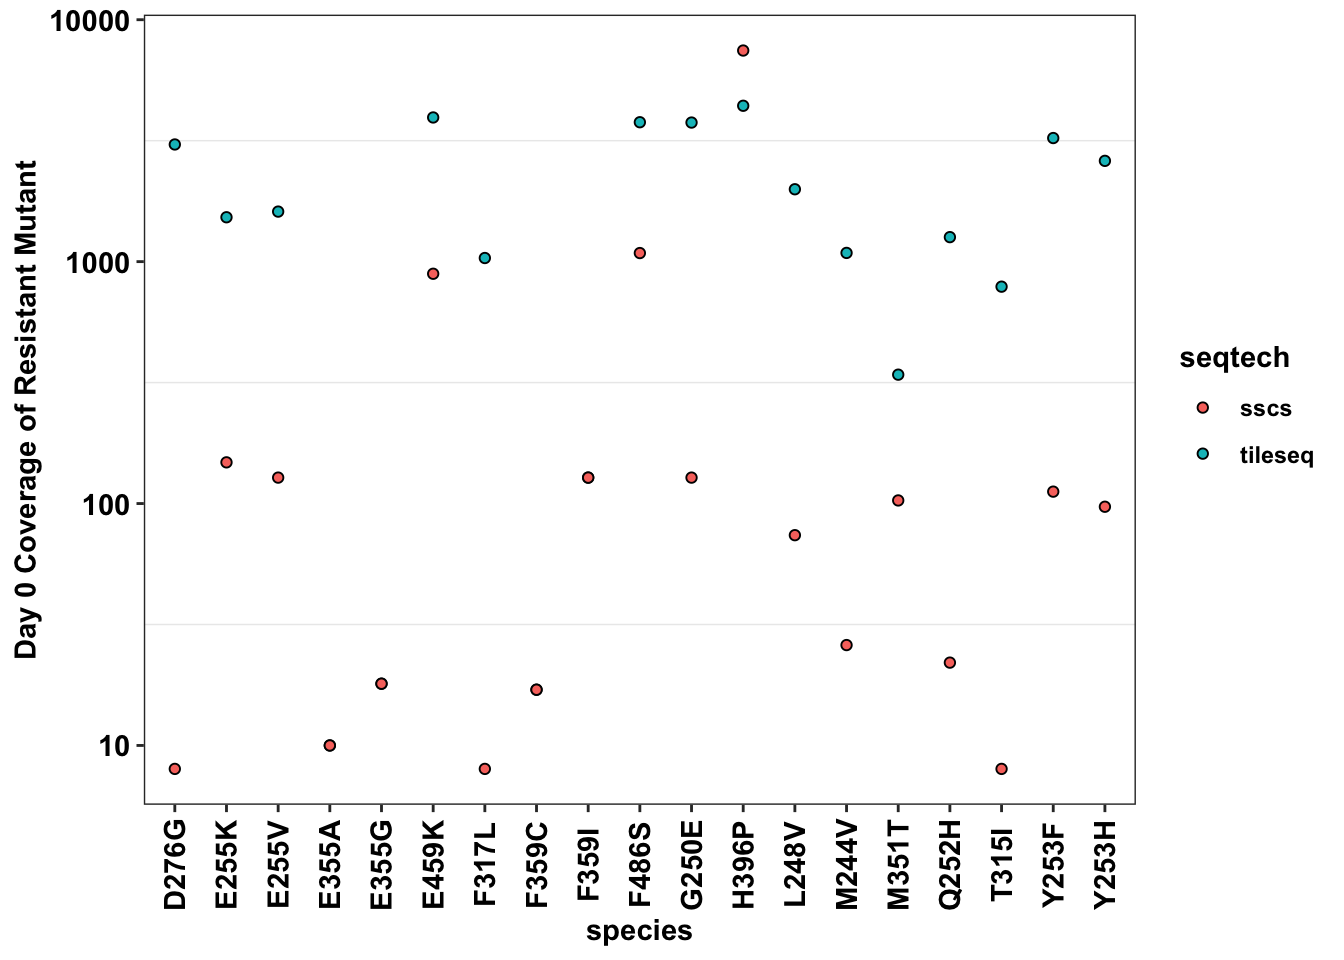 Day 0 Coverage of Resistant Mutant
10000
1000
100
10
D276G
E255K
E255V
E355A
E355G
E459K
F317L
F359C
F359I
F486S
G250E
H396P
L248V
M244V
M351T
Q252H
T315I
Y253F
Y253H
species
seqtech
sscs
tileseq